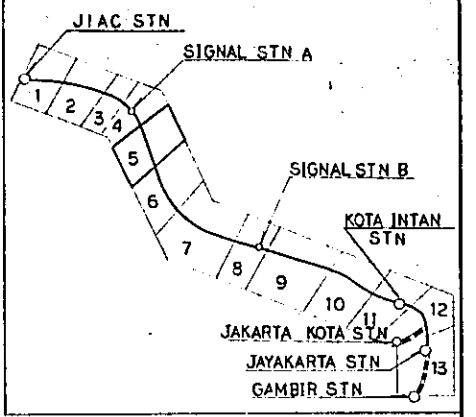 JIAC STN
SIGNAL STN A
1
2
3
4
5
SIGNAL STN B
6
KOTA INTAN
STN
7
8
9
10
11
12
JAKARTA KOTA STN
13
JAYAKARTA STN
GAMBIR STN